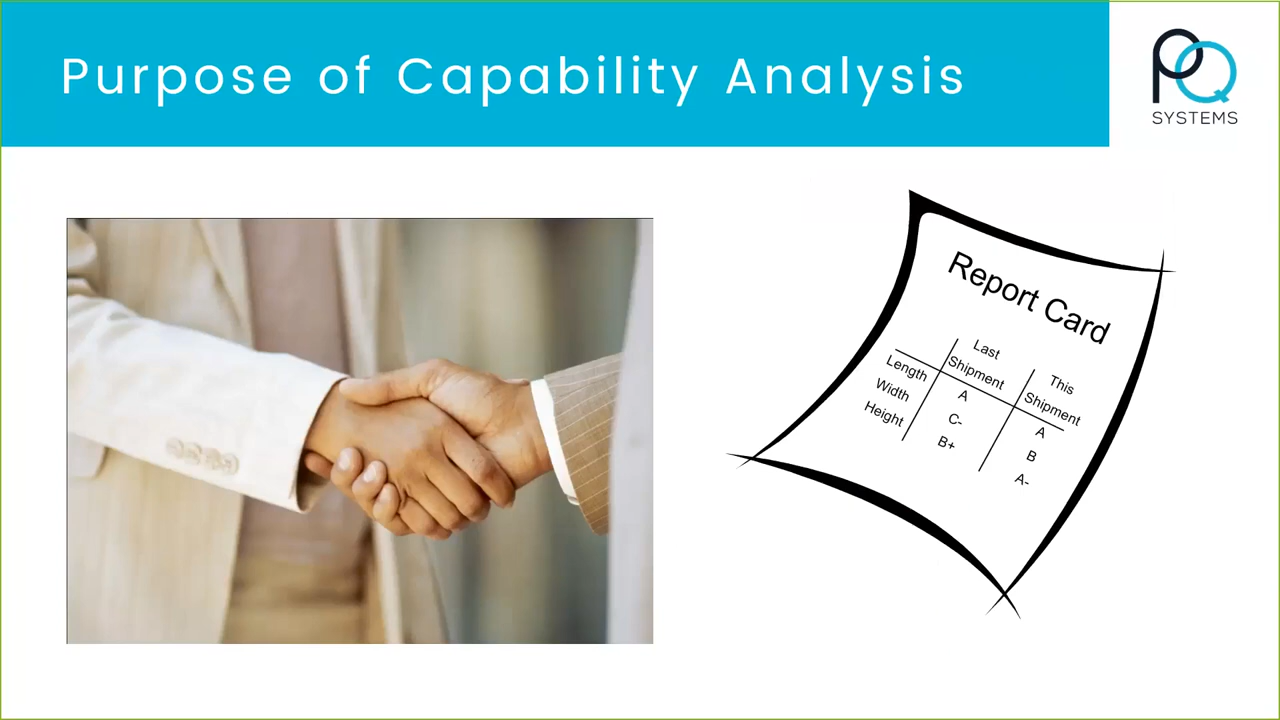 Purpose of Capability Analysis
PQ
SYSTEMS
Report Card
Last
Shipment
This
Shipment
Length A A
Width C- B
Height B+ A-